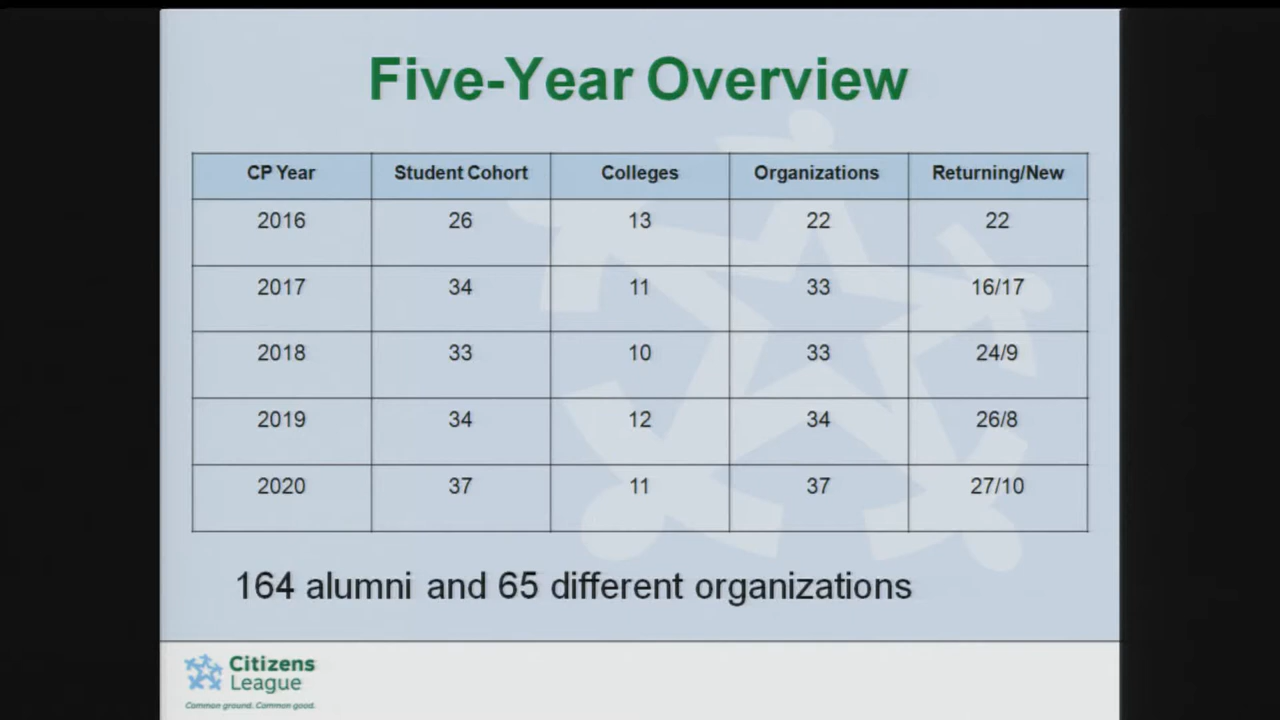 Five-Year Overview
CP Year Student Cohort Colleges Organizations Returning/New
2016 26 13 22 22
2017 34 11 33 16/17
2018 33 10 33 24/9
2019 34 12 34 26/8
2020 37 11 37 27/10
164 alumni and 65 different organizations
Citizens
League
Common ground. Common good.